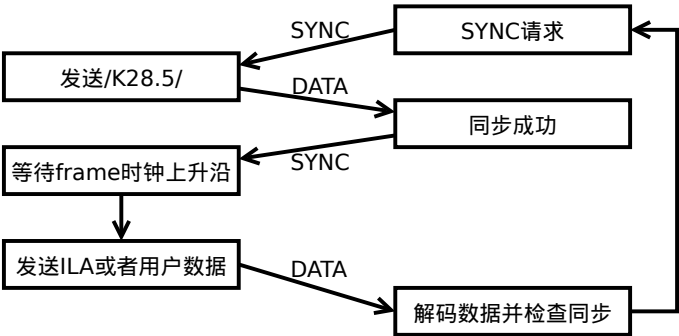 SYNC
SYNC请求
发送/K28.5/
DATA
同步成功
SYNC
等待frame时钟上升沿
发送ILA或者用户数据
DATA
解码数据并检查同步